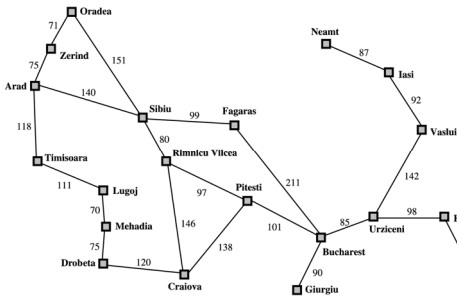 Oradea
71
Neamt
Zerind
87
75
151
Iasi
Arad
140
92
Sibiu
99
Fagaras
118
Vaslui
80
Timisoara
Rimnicu Vilcea
111
Lugoj
97
Pitesti
211
142
70
146
101
85
98
Mehadia
Urziceni
138
75
Bucharest
120
90
Drobeta
Craiova
Giurgiu